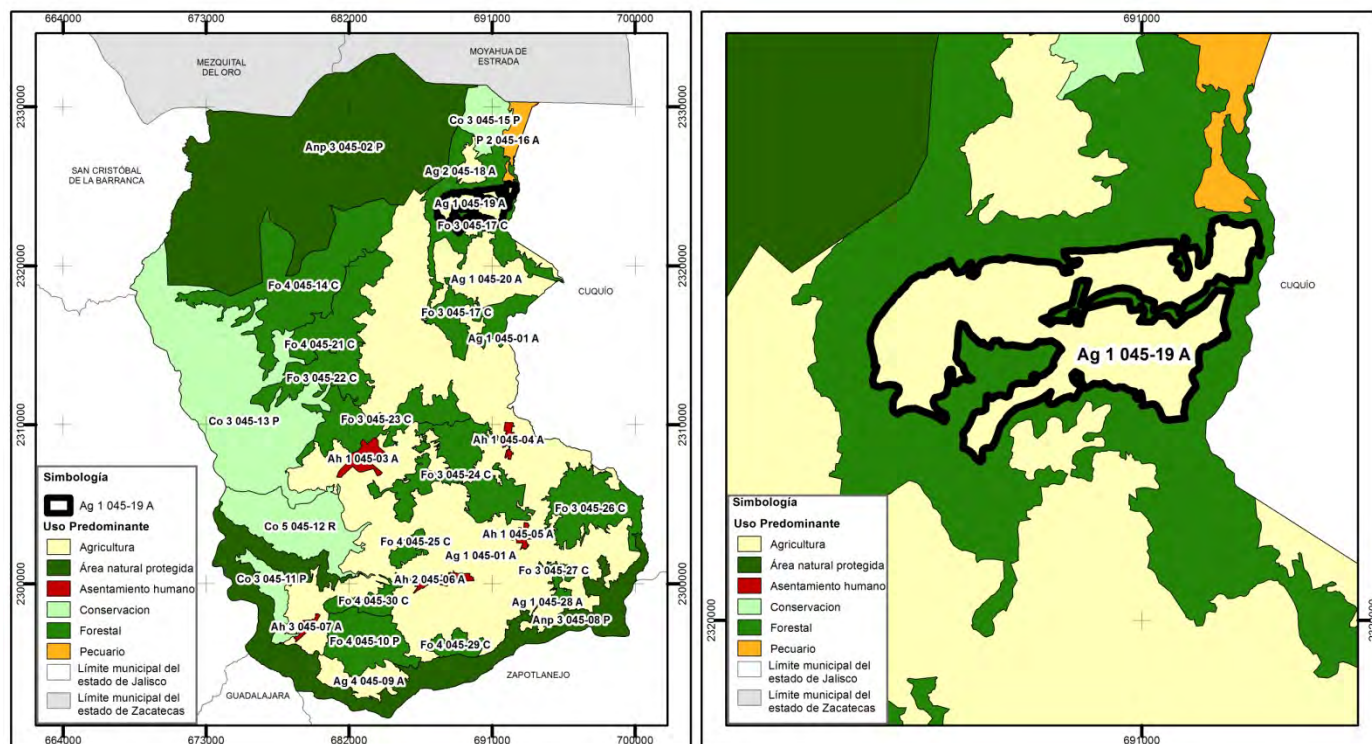 664000 673000 682000 691000 700000
MEZQUITAL
DEL ORO
MOYAHUA DE
ESTRADA
2330000
2330000
Co 3 045-15 P
P 2 045-16 A
Anp 3 045-02 P
SAN CRISTÓBAL
DE LA BARRANCA
Ag 2 045-18 A
Ag 1 045-19 A
Fo 3 045-17 C
2320000
2320000
Ag 1 045-20 A
CUQUÍO
Fo 4 045-14 C
Fo 3 045-17 C
Ag 1 045-01 A
Fo 4 045-21 C
Fo 3 045-22 C
Co 3 045-13 P
Fo 3 045-23 C
2310000
2310000
Ah 1 045-04 A
Ah 1 045-03 A
Fo 3 045-24 C
Fo 3 045-26 C
Co 5 045-12 R
Ah 1 045-05 A
Fo 4 045-25 C
Ag 1 045-01 A
Fo 3 045-27 C
Co 3 045-11 P
Ah 2 045-06 A
2300000
2300000
Fo 4 045-30 C
Ag 1 045-28 A
Anp 3 045-08 P
Ah 3 045-07 A
Fo 4 045-10 P
Fo 4 045-29 C
ZAPOTLANEJO
Ag 4 045-09 A
GUADALAJARA
Simbología
Ag 1 045-19 A
Uso Predominante
Agricultura
Área natural protegida
Asentamiento humano
Conservacion
Forestal
Pecuario
Límite municipal del
estado de Jalisco
Límite municipal del
estado de Zacatecas
664000 673000 682000 691000 700000
691000
CUQUÍO
Ag 1 045-19 A
2320000
2320000
Simbología
Uso Predominante
Agricultura
Área natural protegida
Asentamiento humano
Conservacion
Forestal
Pecuario
Límite municipal del
estado de Jalisco
Límite municipal del
estado de Zacatecas
691000